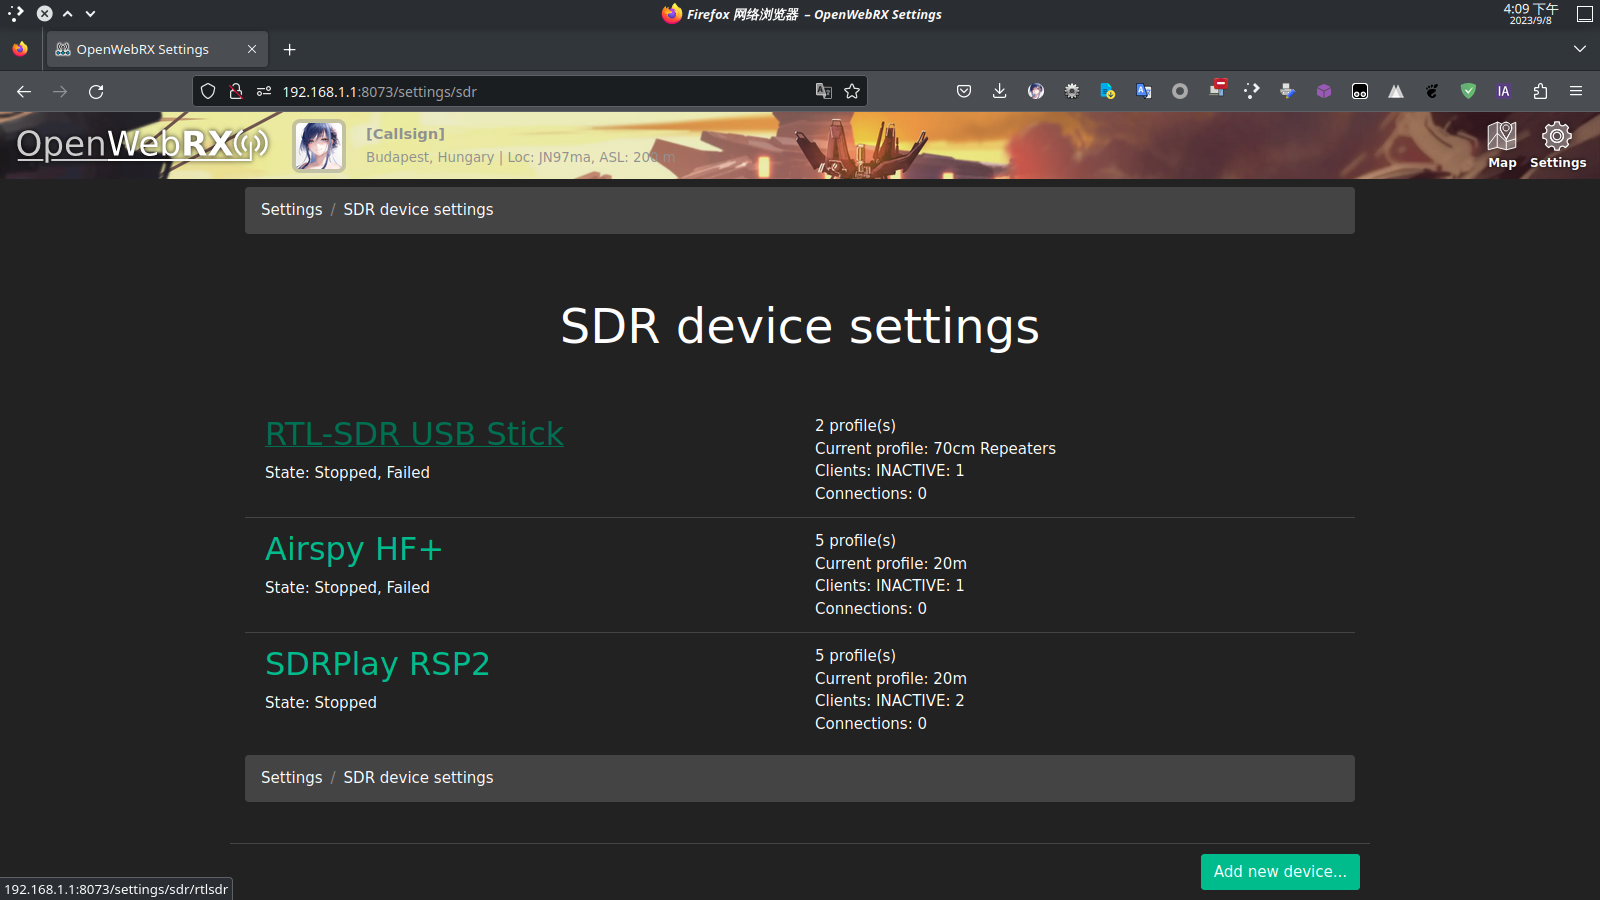 Firefox 网络浏览器 – OpenWebRX Settings
4:09 下午
2023/9/8
OpenWebRX Settings
192.168.1.1:8073/settings/sdr
IA
OpenWebRX
[Callsign]
Budapest, Hungary | Loc: JN97ma, ASL: 200 m
Map
Settings
Settings / SDR device settings
SDR device settings
RTL-SDR USB Stick
State: Stopped, Failed
2 profile(s)
Current profile: 70cm Repeaters
Clients: INACTIVE: 1
Connections: 0
Airspy HF+
State: Stopped, Failed
5 profile(s)
Current profile: 20m
Clients: INACTIVE: 1
Connections: 0
SDRPlay RSP2
State: Stopped
5 profile(s)
Current profile: 20m
Clients: INACTIVE: 2
Connections: 0
Settings / SDR device settings
Add new device...
192.168.1.1:8073/settings/sdr/rtlsdr